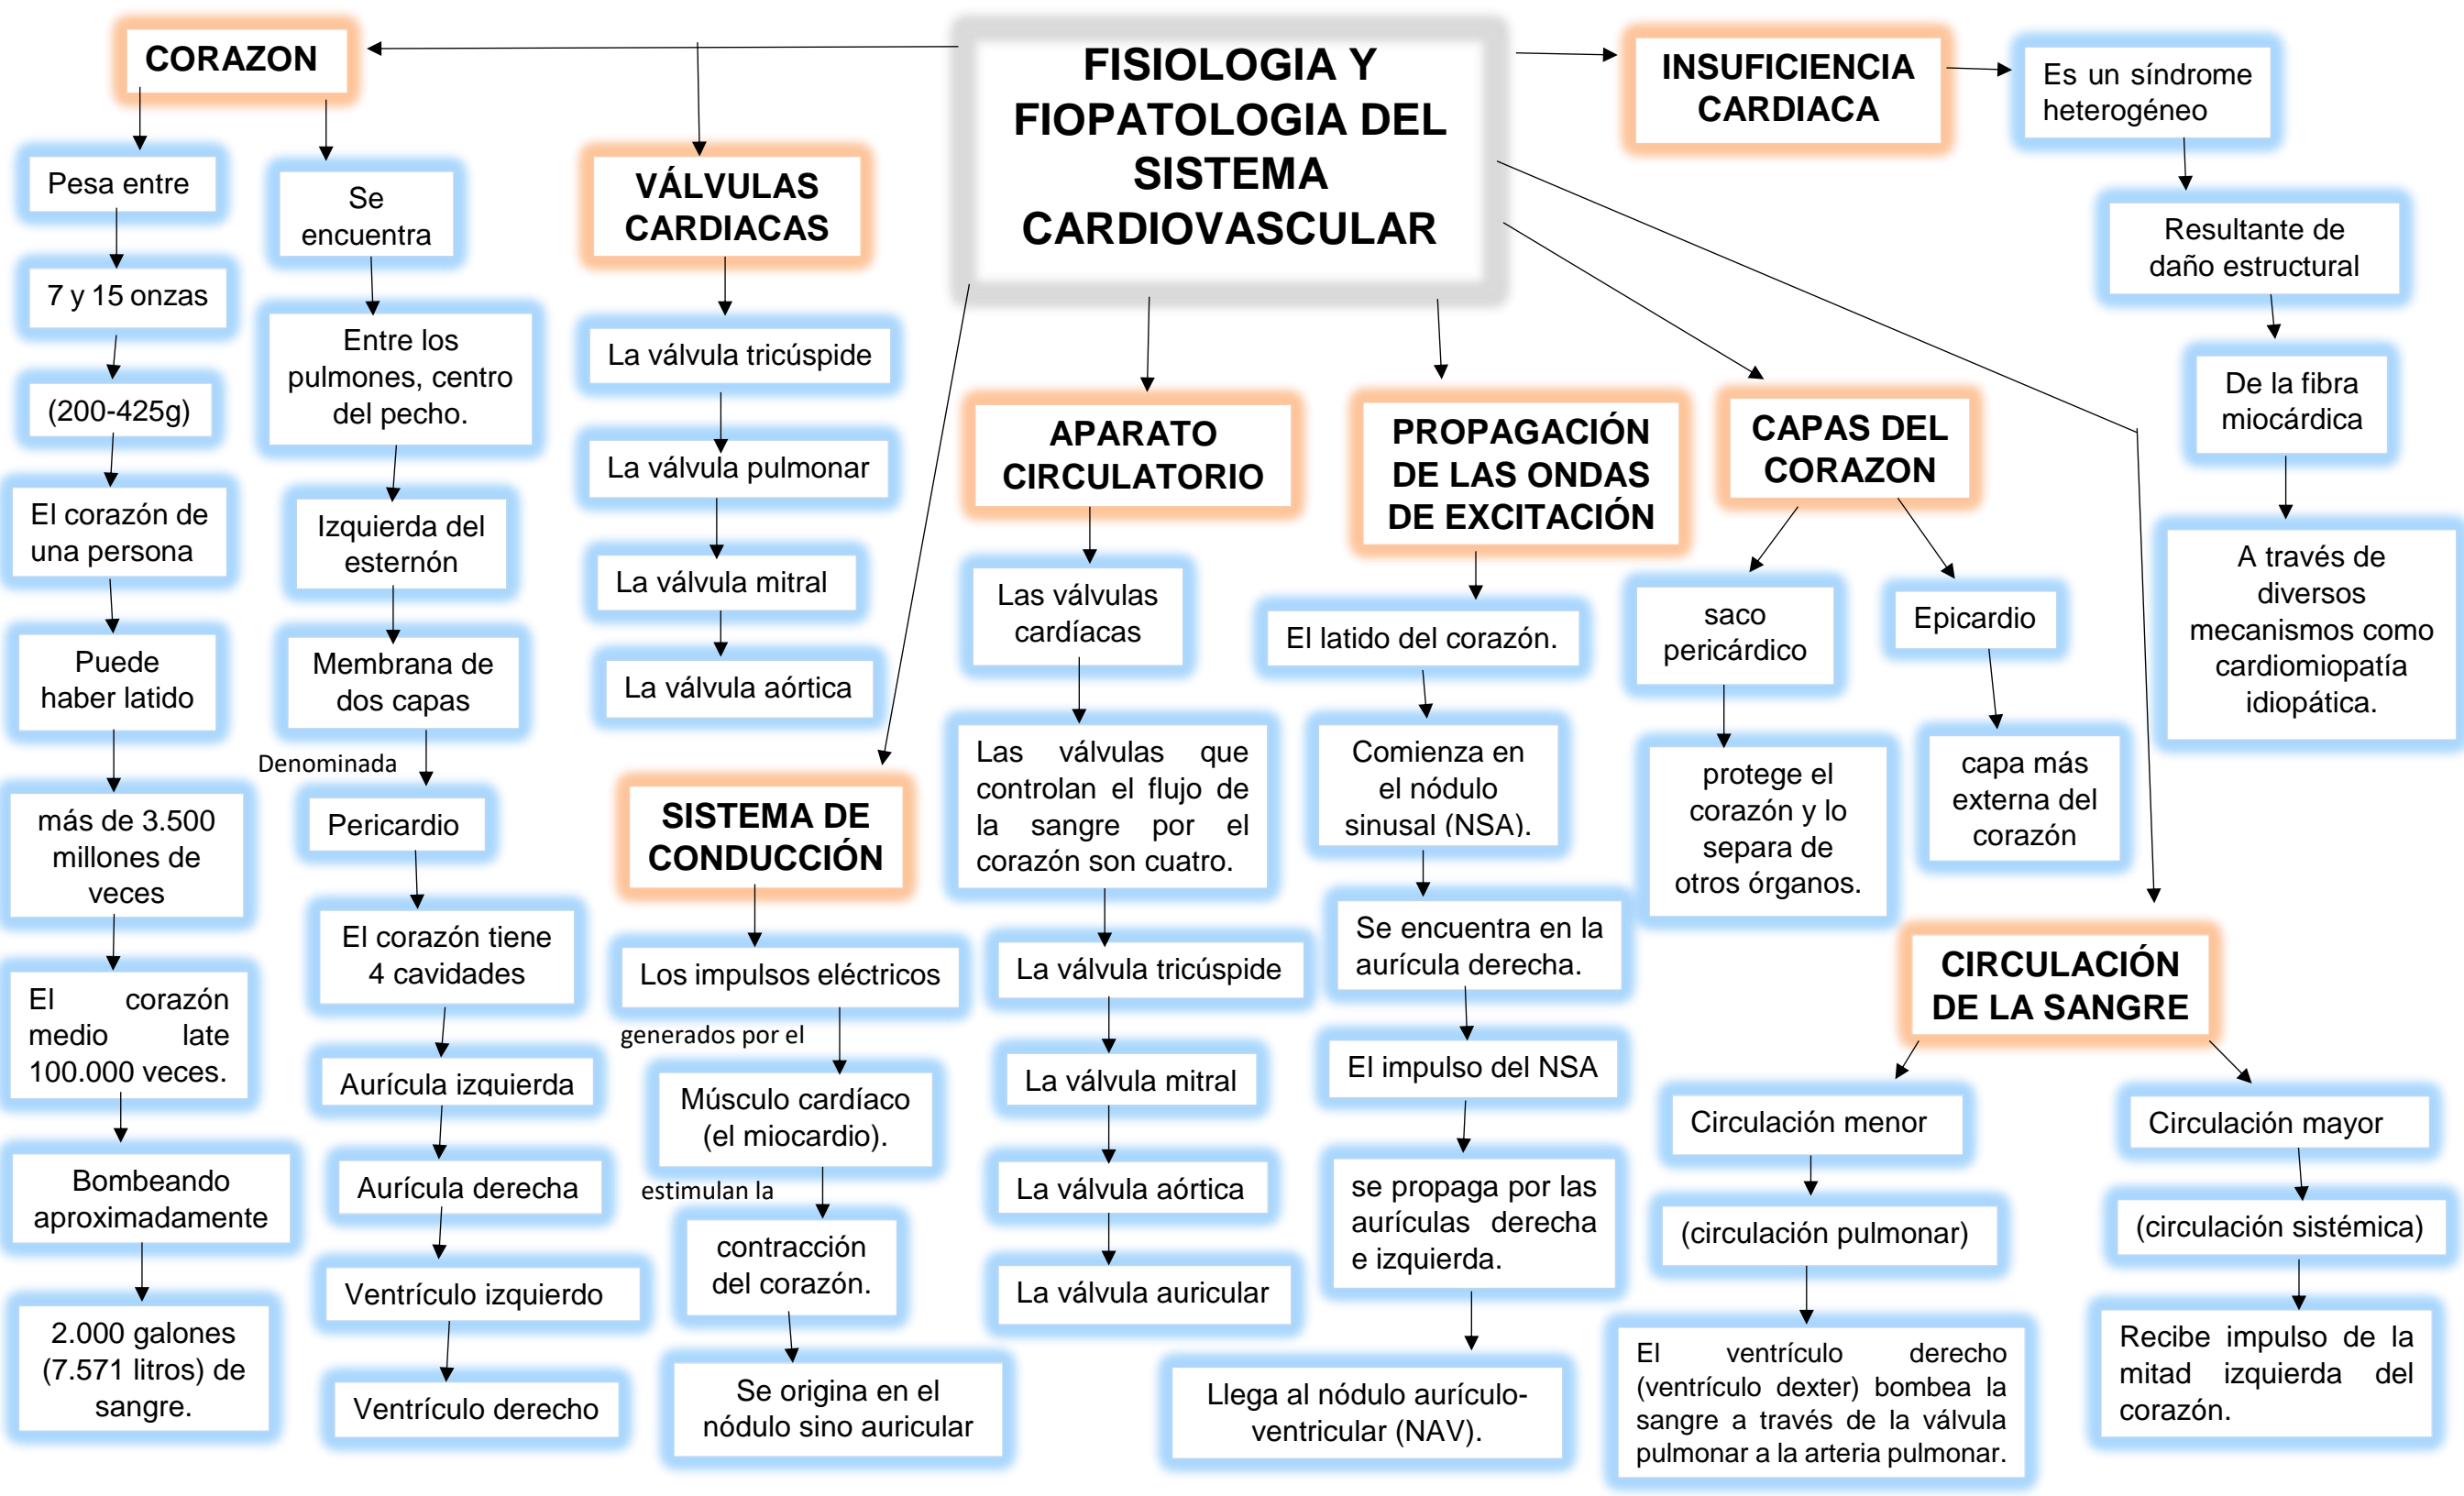 FISIOLOGIA Y
FIOPATOLOGIA DEL
SISTEMA
CARDIOVASCULAR
CORAZON
Pesa entre
7 y 15 onzas
(200-425g)
El corazón de
una persona
Puede
haber latido
más de 3.500
millones de
veces
El corazón
medio late
100.000 veces.
Bombeando
aproximadamente
2.000 galones
(7.571 litros) de
sangre.
Se
encuentra
Entre los
pulmones, centro
del pecho.
Izquierda del
esternón
Membrana de
dos capas
Denominada
Pericardio
El corazón tiene
4 cavidades
Aurícula izquierda
Aurícula derecha
Ventrículo izquierdo
Ventrículo derecho
VÁLVULAS
CARDIACAS
La válvula tricúspide
La válvula pulmonar
La válvula mitral
La válvula aórtica
SISTEMA DE
CONDUCCIÓN
Los impulsos eléctricos
generados por el
Músculo cardíaco
(el miocardio).
estimulan la
contracción
del corazón.
Se origina en el
nódulo sino auricular
APARATO
CIRCULATORIO
Las válvulas
cardíacas
Las válvulas que
controlan el flujo de
la sangre por el
corazón son cuatro.
La válvula tricúspide
La válvula mitral
La válvula aórtica
La válvula auricular
PROPAGACIÓN
DE LAS ONDAS
DE EXCITACIÓN
El latido del corazón.
Comienza en
el nódulo
sinusal (NSA).
Se encuentra en la
aurícula derecha.
El impulso del NSA
se propaga por las
aurículas derecha
e izquierda.
Llega al nódulo aurículo-
ventricular (NAV).
CAPAS DEL
CORAZON
saco
pericárdico
protege el
corazón y lo
separa de
otros órganos.
Epicardio
capa más
externa del
corazón
CIRCULACIÓN
DE LA SANGRE
Circulación menor
(circulación pulmonar)
El ventrículo derecho
(ventrículo dexter) bombea la
sangre a través de la válvula
pulmonar a la arteria pulmonar.
Circulación mayor
(circulación sistémica)
Recibe impulso de la
mitad izquierda del
corazón.
INSUFICIENCIA
CARDIACA
Es un síndrome
heterogéneo
Resultante de
daño estructural
De la fibra
miocárdica
A través de
diversos
mecanismos como
cardiomiopatía
idiopática.